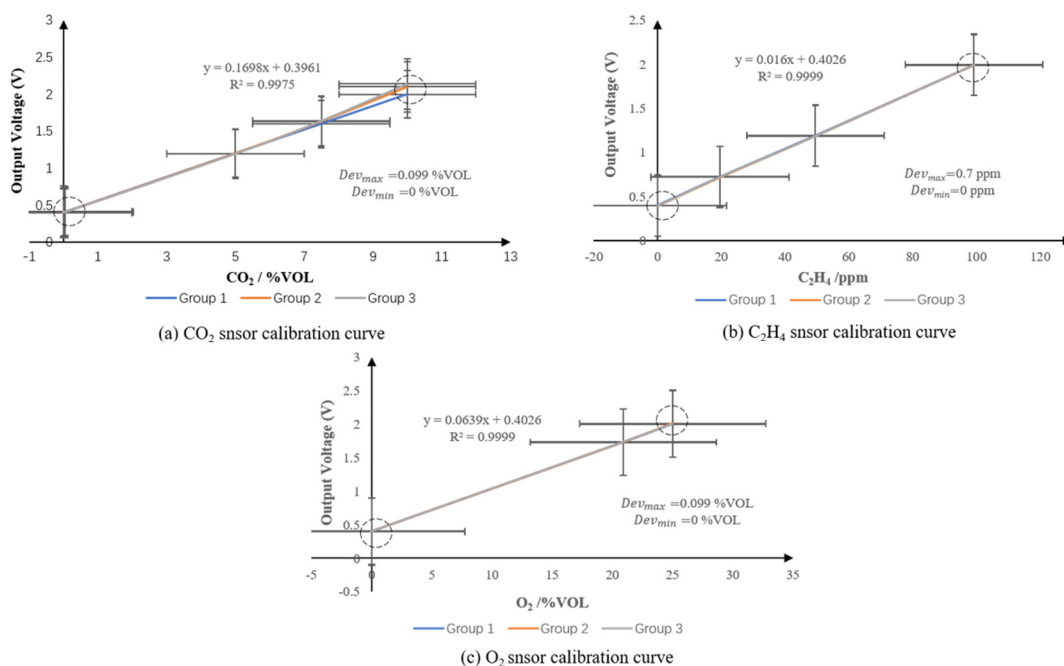 3
2.5
2
1.5
1
0.5
0
-1
1
3
5
7
9
11
13
Output Voltage (V)
y = 0.1698x + 0.3961
R² = 0.9975
Dev_max = 0.099 %VOL
Dev_min = 0 %VOL
CO₂ / %VOL
Group 1 Group 2 Group 3
(a) CO₂ snsor calibration curve
2.5
2
1.5
1
0.5
0
-20
0
20
40
60
80
100
120
Output Voltage (V)
y = 0.016x + 0.4026
R² = 0.9999
Dev_max=0.7 ppm
Dev_min=0 ppm
C₂H₄ /ppm
Group 1 Group 2 Group 3
(b) C₂H₄ snsor calibration curve
3
2.5
2
1.5
1
0.5
0
-0.5
-5
0
5
10
15
20
25
30
35
Output Voltage (V)
y = 0.0639x + 0.4026
R² = 0.9999
Dev_max=0.099 %VOL
Dev_min =0 %VOL
O₂ /%VOL
Group 1 Group 2 Group 3
(c) O₂ snsor calibration curve